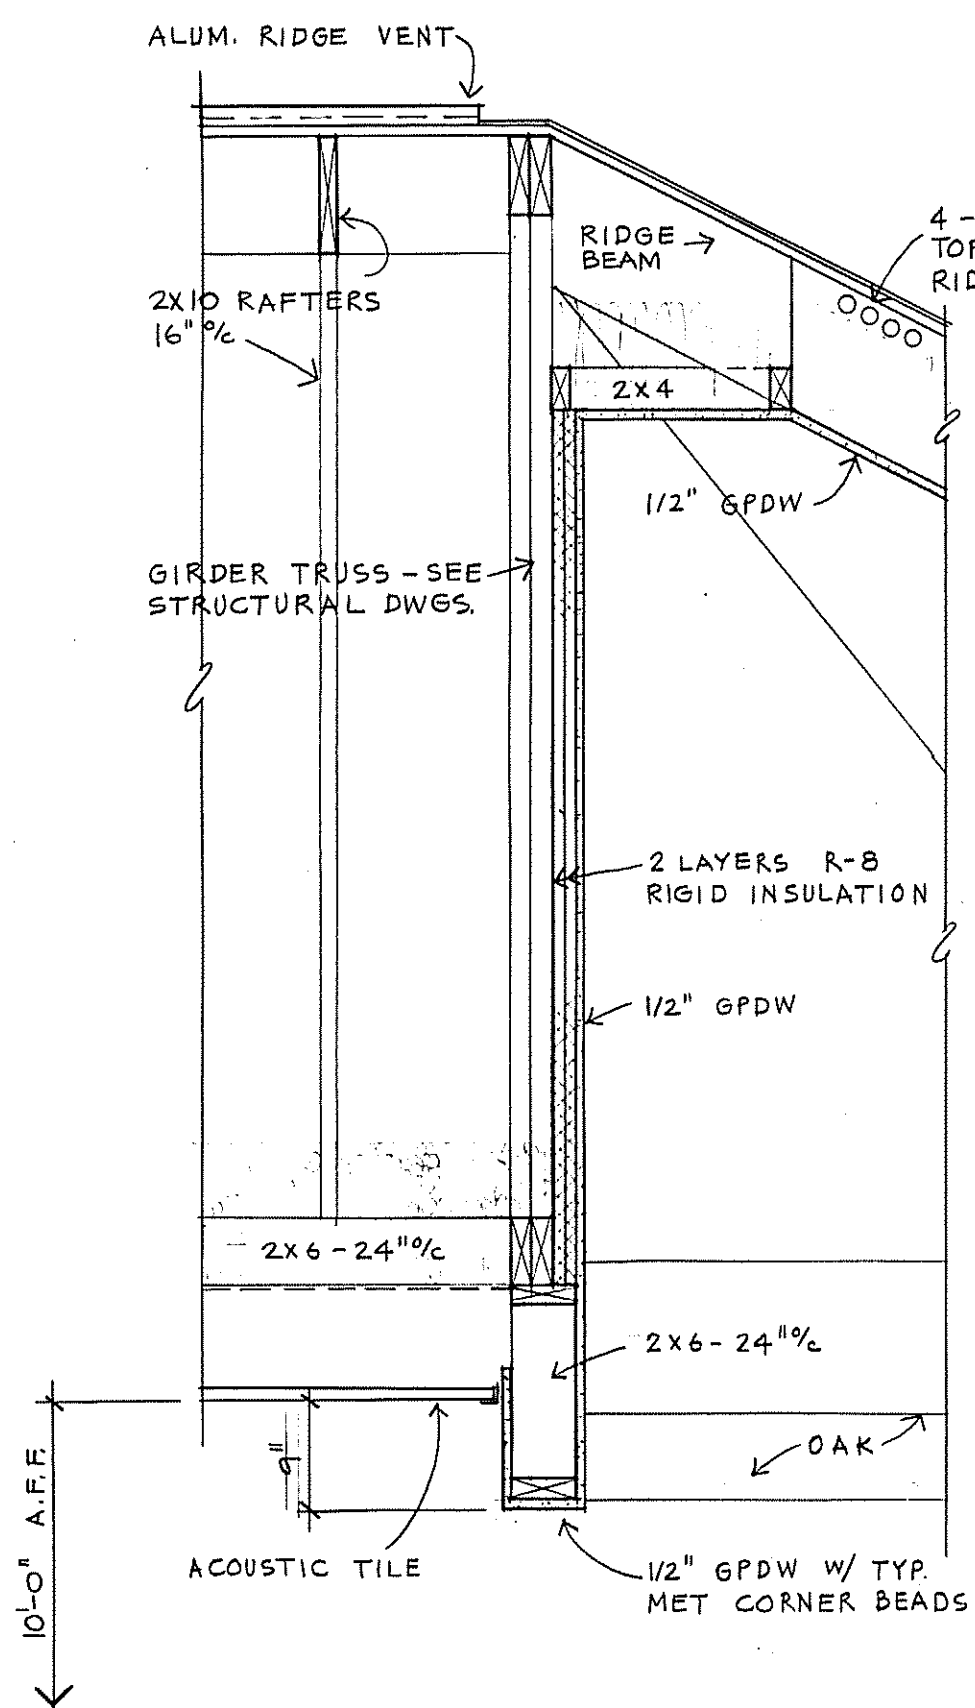 ALUM. RIDGE VENT
4 -
RIDGE
BEAM
2X10 RAFTERS
16" o/c
2X4
1/2" GPDW
GIRDER TRUSS - SEE
STRUCTURAL DWGS.
2 LAYERS R-8
RIGID INSULATION
1/2" GPDW
2X6 - 24" o/c
2X6 - 24" o/c
OAK
9"
10'-0" A.F.F.
ACOUSTIC TILE
1/2" GPDW W/ TYP.
MET CORNER BEADS